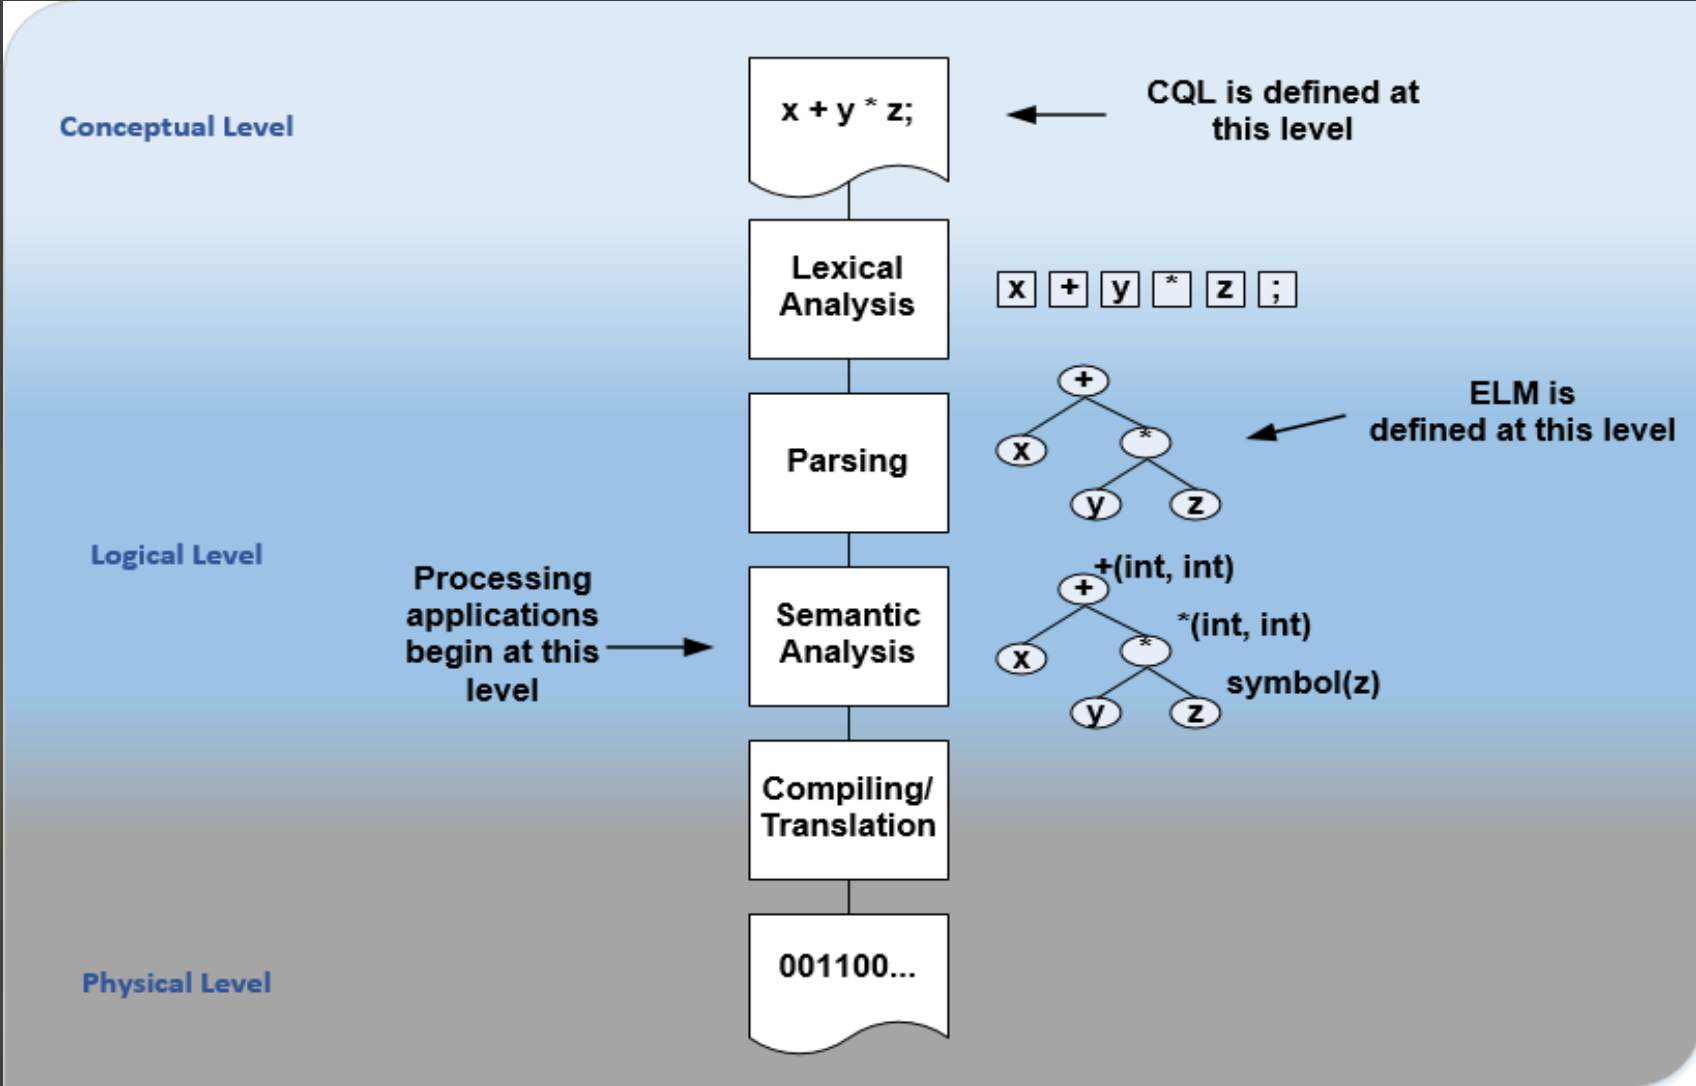 Conceptual Level
x + y * z;
CQL is defined at
this level
Lexical
Analysis
x + y * z ;
Parsing
+
x *
y z
ELM is
defined at this level
Logical Level
Processing
applications
begin at this
level
Semantic
Analysis
+(int, int)
+
*(int, int)
x *
symbol(z)
y z
Compiling/
Translation
Physical Level
001100...